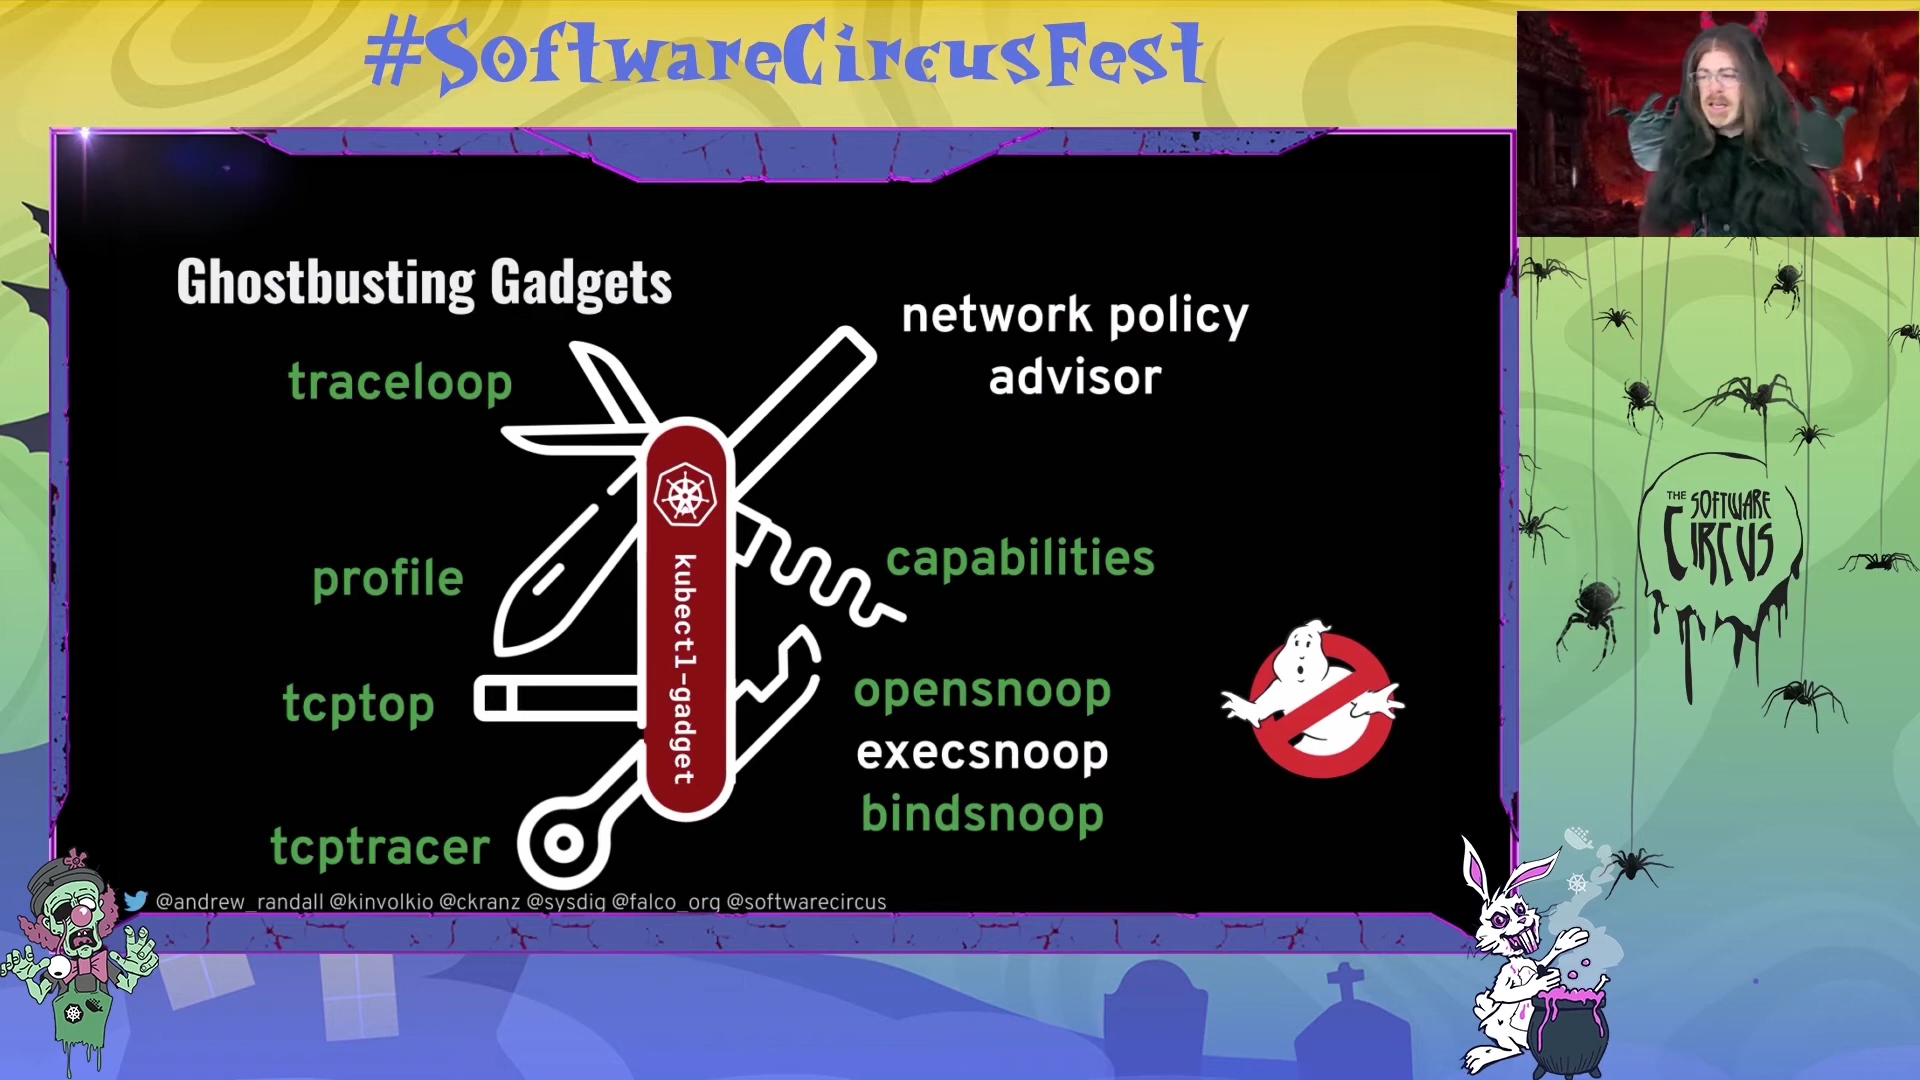 #SoftwareCircusFest
Ghostbusting Gadgets
network policy
advisor
traceloop
capabilities
profile
kubectl-gadget
tcptop
opensnoop
execsnoop
bindsnoop
tcptracer
@andrew_randall @kinvolkio @ckranz @sysdig @falco_org @softwarecircus
THE SOFTWARE
CIRCUS